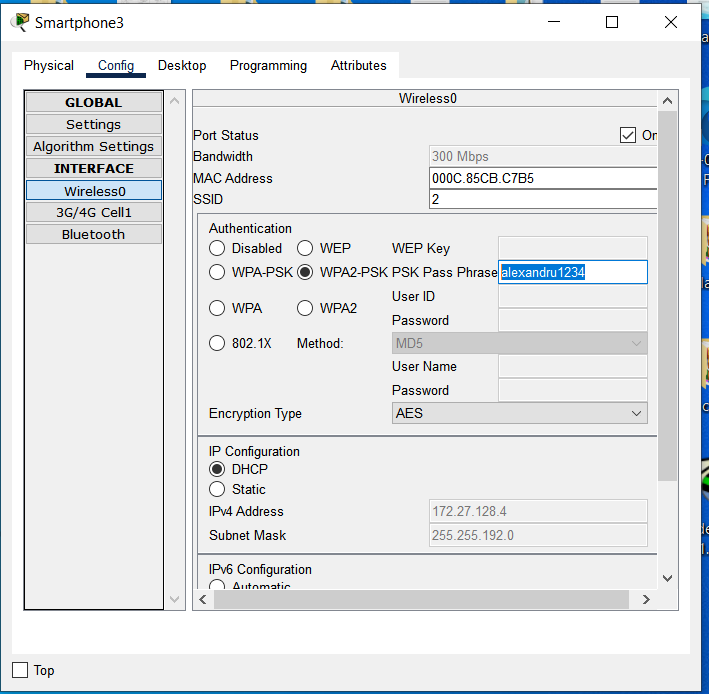 Smartphone3
Physical Config Desktop Programming Attributes
GLOBAL
Settings
Algorithm Settings
INTERFACE
Wireless0
3G/4G Cell1
Bluetooth
Wireless0
Port Status On
Bandwidth 300 Mbps
MAC Address 000C.85CB.C7B5
SSID 2
Authentication
Disabled WEP WEP Key
WPA-PSK WPA2-PSK PSK Pass Phrase alexandru1234
User ID
WPA WPA2
Password
802.1X Method: MD5
User Name
Password
Encryption Type AES
IP Configuration
DHCP
Static
IPv4 Address 172.27.128.4
Subnet Mask 255.255.192.0
IPv6 Configuration
Automatic
Top